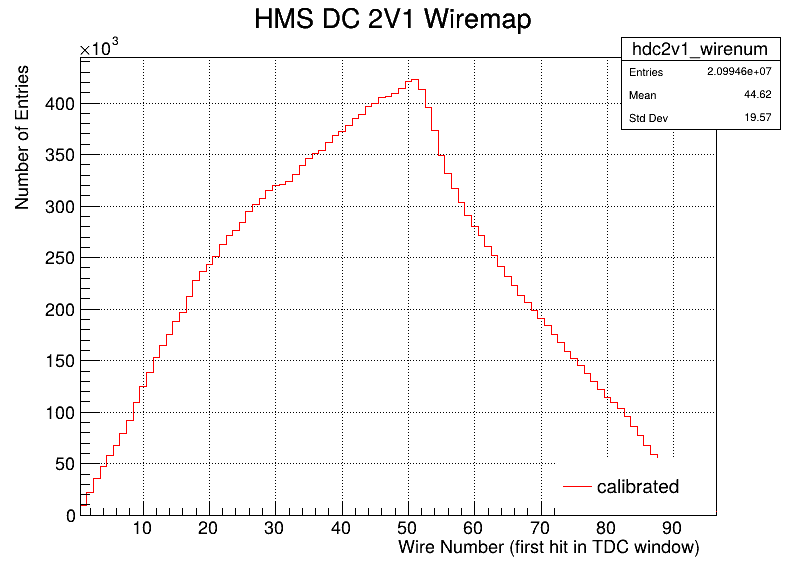 HMS DC 2V1 Wiremap
×10³
hdc2v1_wirenum
Entries 2.09946e+07
Mean 44.62
Std Dev 19.57
Number of Entries
400
350
300
250
200
150
100
50
0
calibrated
10 20 30 40 50 60 70 80 90
Wire Number (first hit in TDC window)